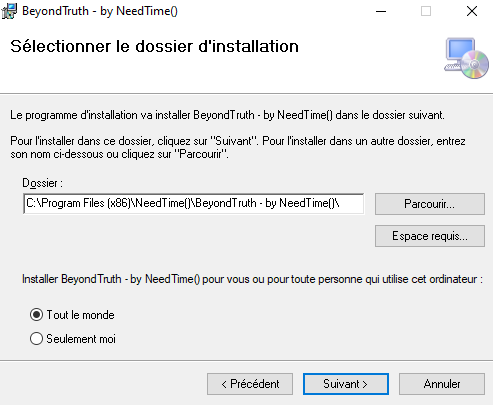 BeyondTruth - by NeedTime()
Sélectionner le dossier d'installation
Le programme d'installation va installer BeyondTruth - by NeedTime() dans le dossier suivant.
Pour l'installer dans ce dossier, cliquez sur "Suivant". Pour l'installer dans un autre dossier, entrez
son nom ci-dessous ou cliquez sur "Parcourir".
Dossier :
C:\Program Files (x86)\NeedTime()\BeyondTruth - by NeedTime()\
Parcourir...
Espace requis...
Installer BeyondTruth - by NeedTime() pour vous ou pour toute personne qui utilise cet ordinateur :
Tout le monde
Seulement moi
< Précédent
Suivant >
Annuler